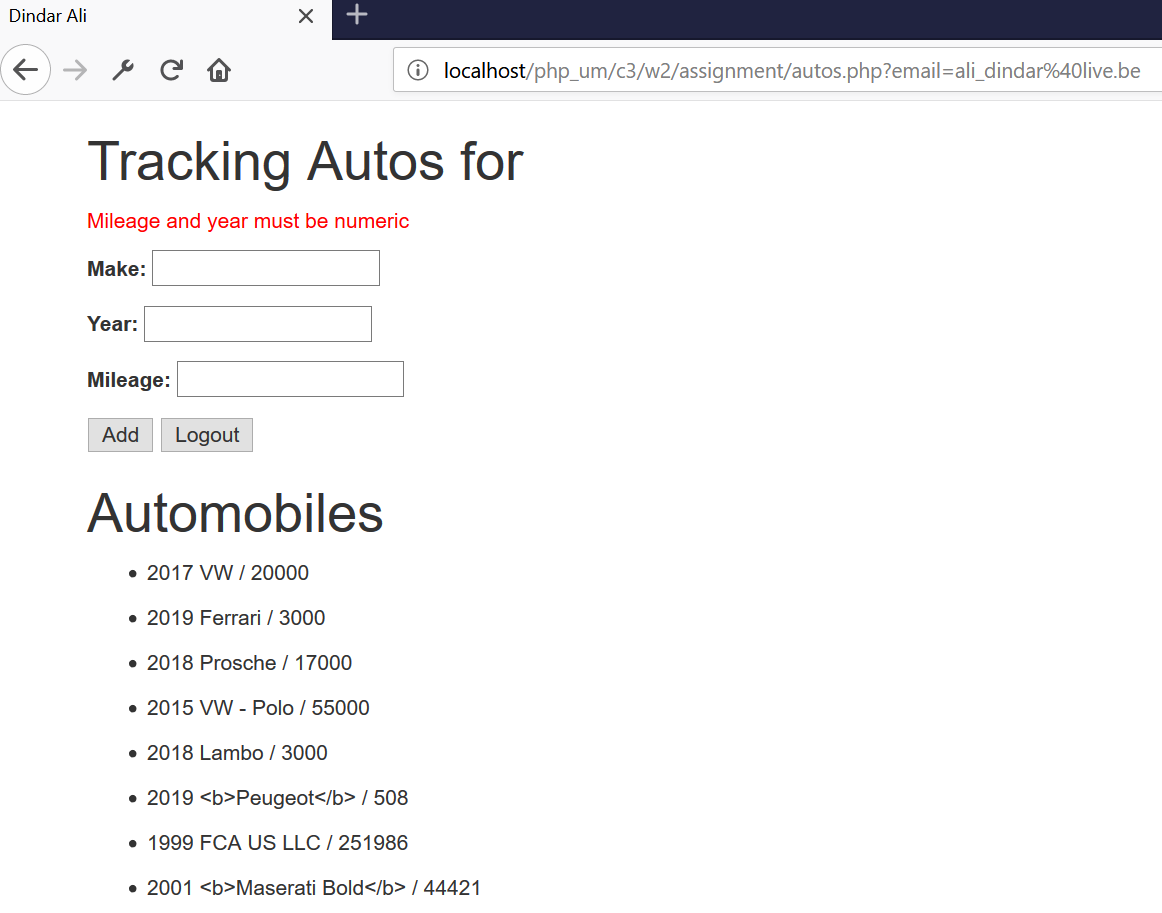 Dindar Ali
localhost/php_um/c3/w2/assignment/autos.php?email=ali_dindar%40live.be
Tracking Autos for
Mileage and year must be numeric
Make:
Year:
Mileage:
Add Logout
Automobiles
• 2017 VW / 20000
• 2019 Ferrari / 3000
• 2018 Prosche / 17000
• 2015 VW - Polo / 55000
• 2018 Lambo / 3000
• 2019 <b>Peugeot</b> / 508
• 1999 FCA US LLC / 251986
• 2001 <b>Maserati Bold</b> / 44421